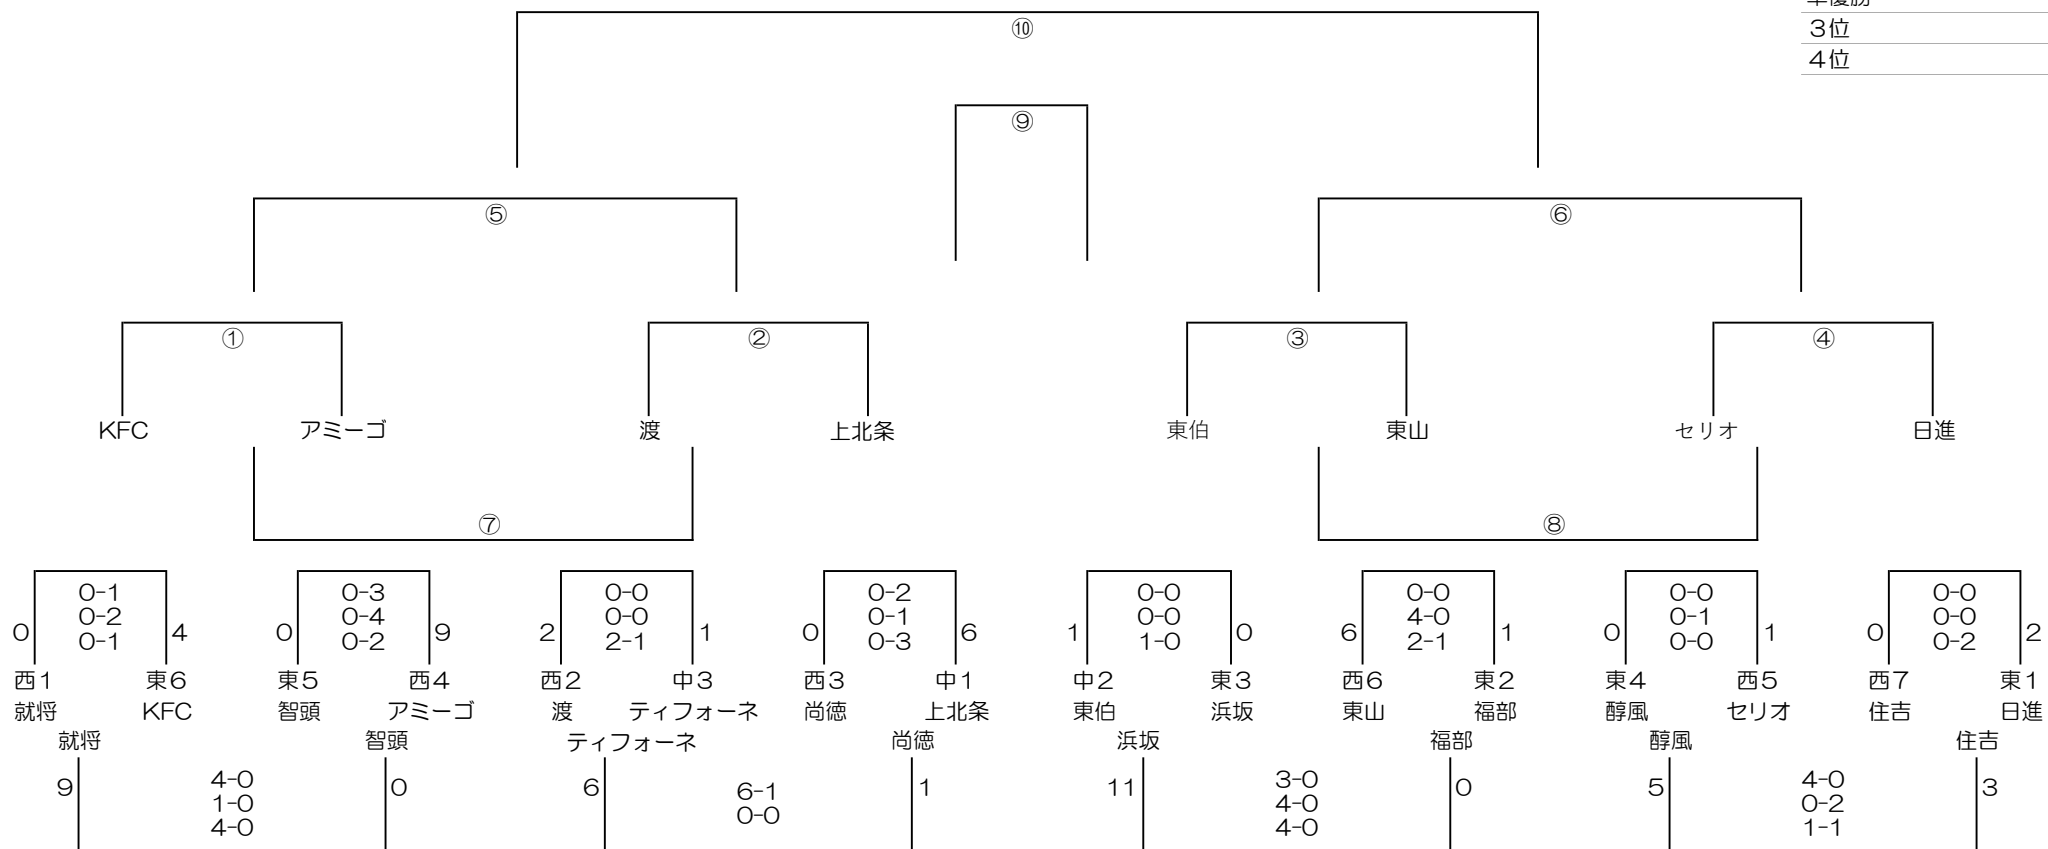 準優勝
⑩
３位
４位
⑨
⑤
⑥
①
②
③
④
KFC
アミーゴ
渡
上北条
東伯
東山
セリオ
日進
⑦
⑧
0-1
0-3
0-0
0-2
0-0
0-0
0-0
0-0
0-2
0-4
0-0
0-1
0-0
4-0
0-1
0-0
0
0-1
4
0
0-2
9
2
2-1
1
0
0-3
6
1
1-0
0
6
2-1
1
0
0-0
1
0
0-2
2
西1
東6
東5
西4
西2
中3
西3
中1
中2
東3
西6
東2
東4
西5
西7
東1
就将
KFC
智頭
アミーゴ
渡
ティフォーネ
尚徳
上北条
東伯
浜坂
東山
福部
醇風
セリオ
住吉
日進
就将
智頭
ティフォーネ
尚徳
浜坂
福部
醇風
住吉
9
4-0
0
6
6-1
1
11
3-0
0
5
4-0
3
1-0
0-0
4-0
0-2
4-0
4-0
1-1